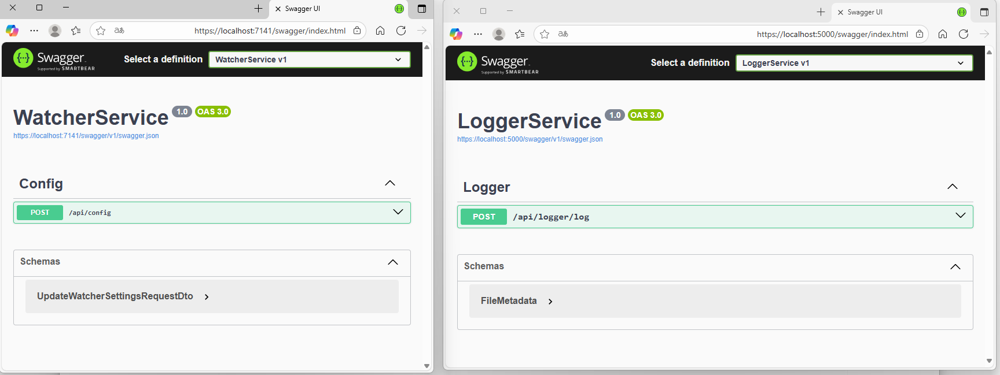 Swagger UI
https://localhost:7141/swagger/index.html
Swagger
Supported by SMARTBEAR
Select a definition
WatcherService v1
WatcherService 1.0 OAS 3.0
https://localhost:7141/swagger/v1/swagger.json
Config
POST /api/config
Schemas
UpdateWatcherSettingsRequestDto
Swagger UI
https://localhost:5000/swagger/index.html
Swagger
Supported by SMARTBEAR
Select a definition
LoggerService v1
LoggerService 1.0 OAS 3.0
https://localhost:5000/swagger/v1/swagger.json
Logger
POST /api/logger/log
Schemas
FileMetadata